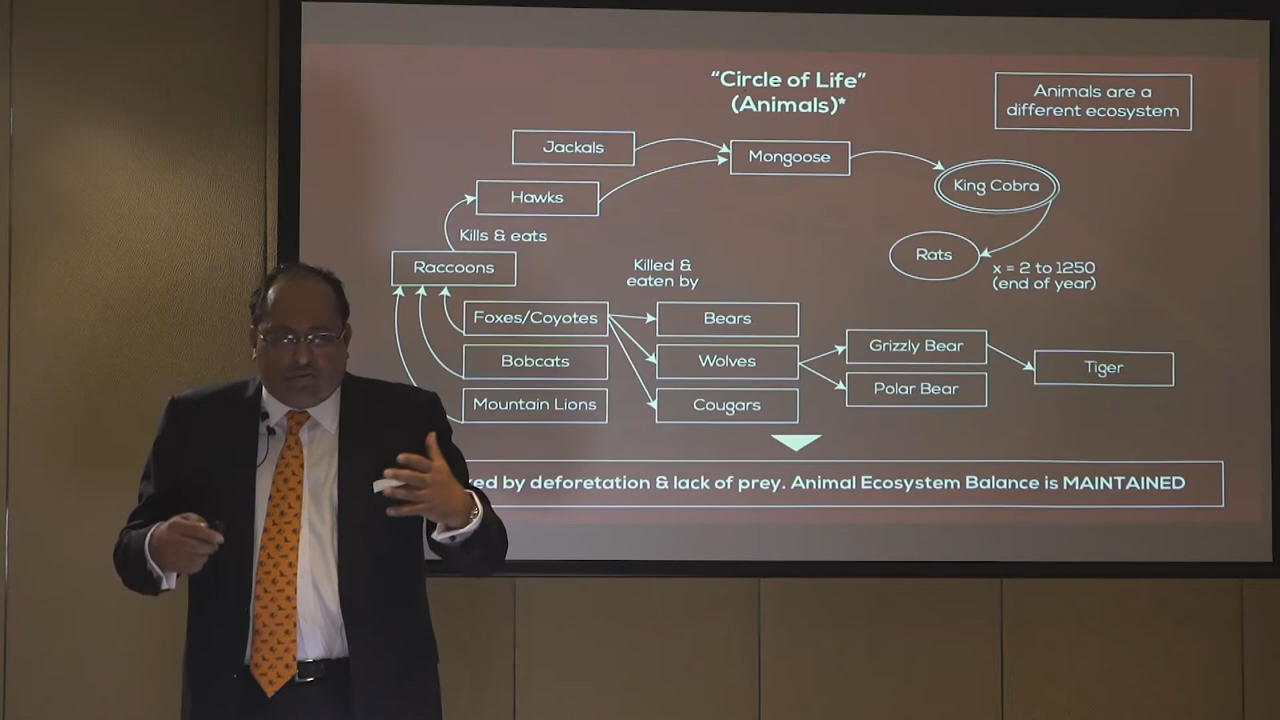 “Circle of Life”
(Animals)*
Animals are a
different ecosystem
Jackals
Mongoose
King Cobra
Hawks
Kills & eats
Rats
x = 2 to 1250
(end of year)
Raccoons
Killed &
eaten by
Foxes/Coyotes
Bears
Bobcats
Wolves
Mountain Lions
Cougars
Grizzly Bear
Polar Bear
Tiger
by deforetation & lack of prey. Animal Ecosystem Balance is MAINTAINED